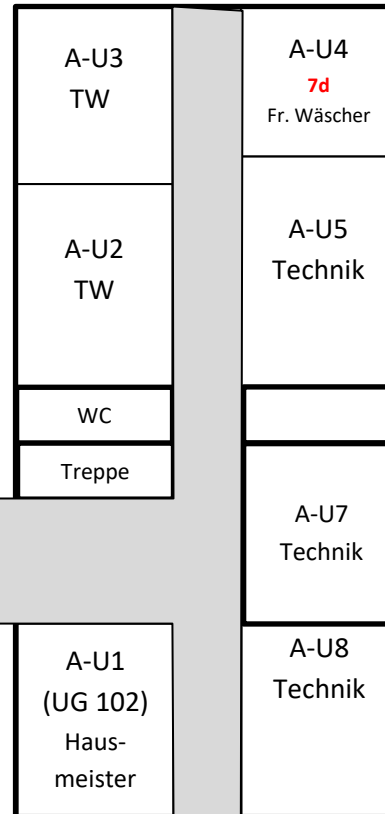 A-U3
TW
A-U4
7d
Fr. Wäscher
A-U2
TW
A-U5
Technik
WC
Treppe
A-U7
Technik
A-U1
(UG 102)
Haus-
meister
A-U8
Technik